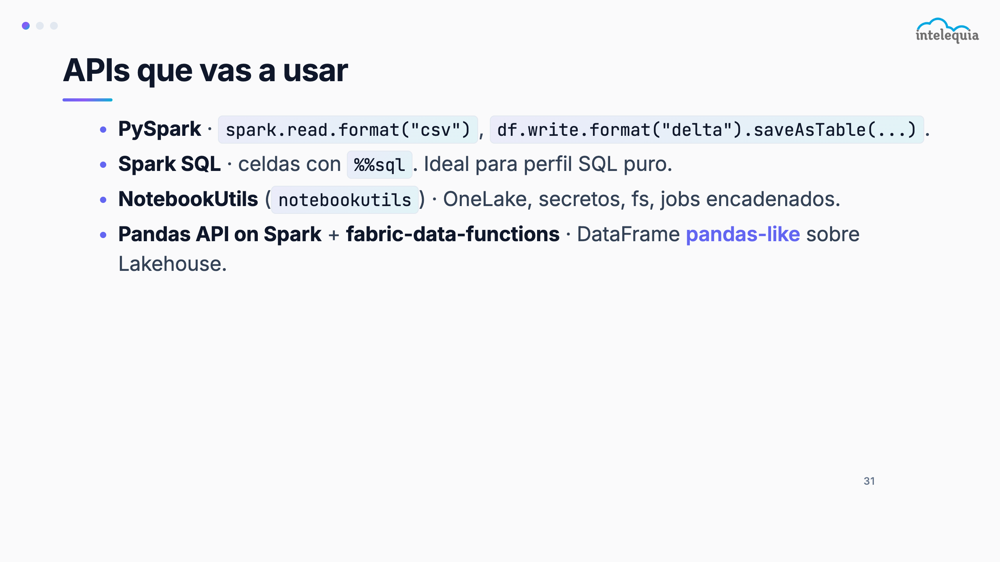 intelequia
APIs que vas a usar
• PySpark · spark.read.format("csv"), df.write.format("delta").saveAsTable(...).
• Spark SQL · celdas con %%sql. Ideal para perfil SQL puro.
• NotebookUtils (notebookutils) · OneLake, secretos, fs, jobs encadenados.
• Pandas API on Spark + fabric-data-functions · DataFrame pandas-like sobre
Lakehouse.
31